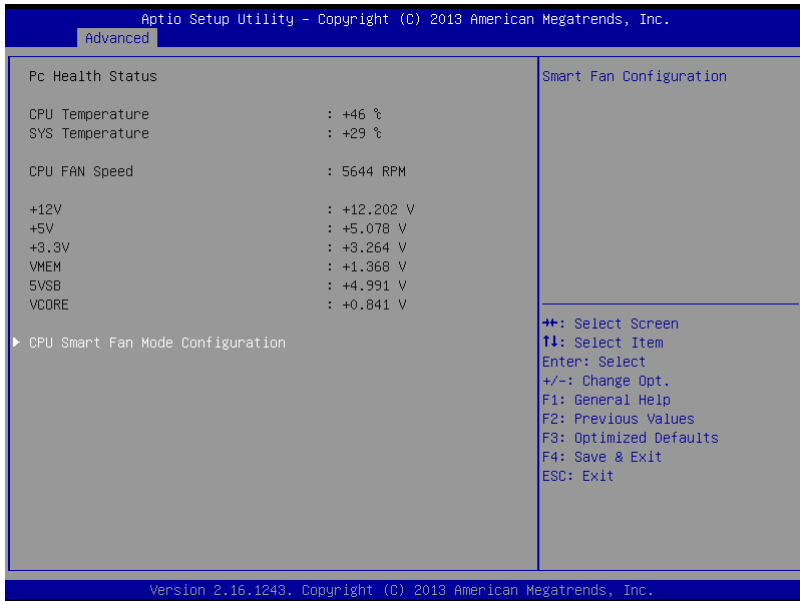 Aptio Setup Utility – Copyright (C) 2013 American Megatrends, Inc.
Advanced
Pc Health Status
CPU Temperature : +46 ℃
SYS Temperature : +29 ℃
CPU FAN Speed : 5644 RPM
+12V : +12.202 V
+5V : +5.078 V
+3.3V : +3.264 V
VMEM : +1.368 V
5VSB : +4.991 V
VCORE : +0.841 V
▶ CPU Smart Fan Mode Configuration
Smart Fan Configuration
→←: Select Screen
↑↓: Select Item
Enter: Select
+/-: Change Opt.
F1: General Help
F2: Previous Values
F3: Optimized Defaults
F4: Save & Exit
ESC: Exit
Version 2.16.1243. Copyright (C) 2013 American Megatrends, Inc.